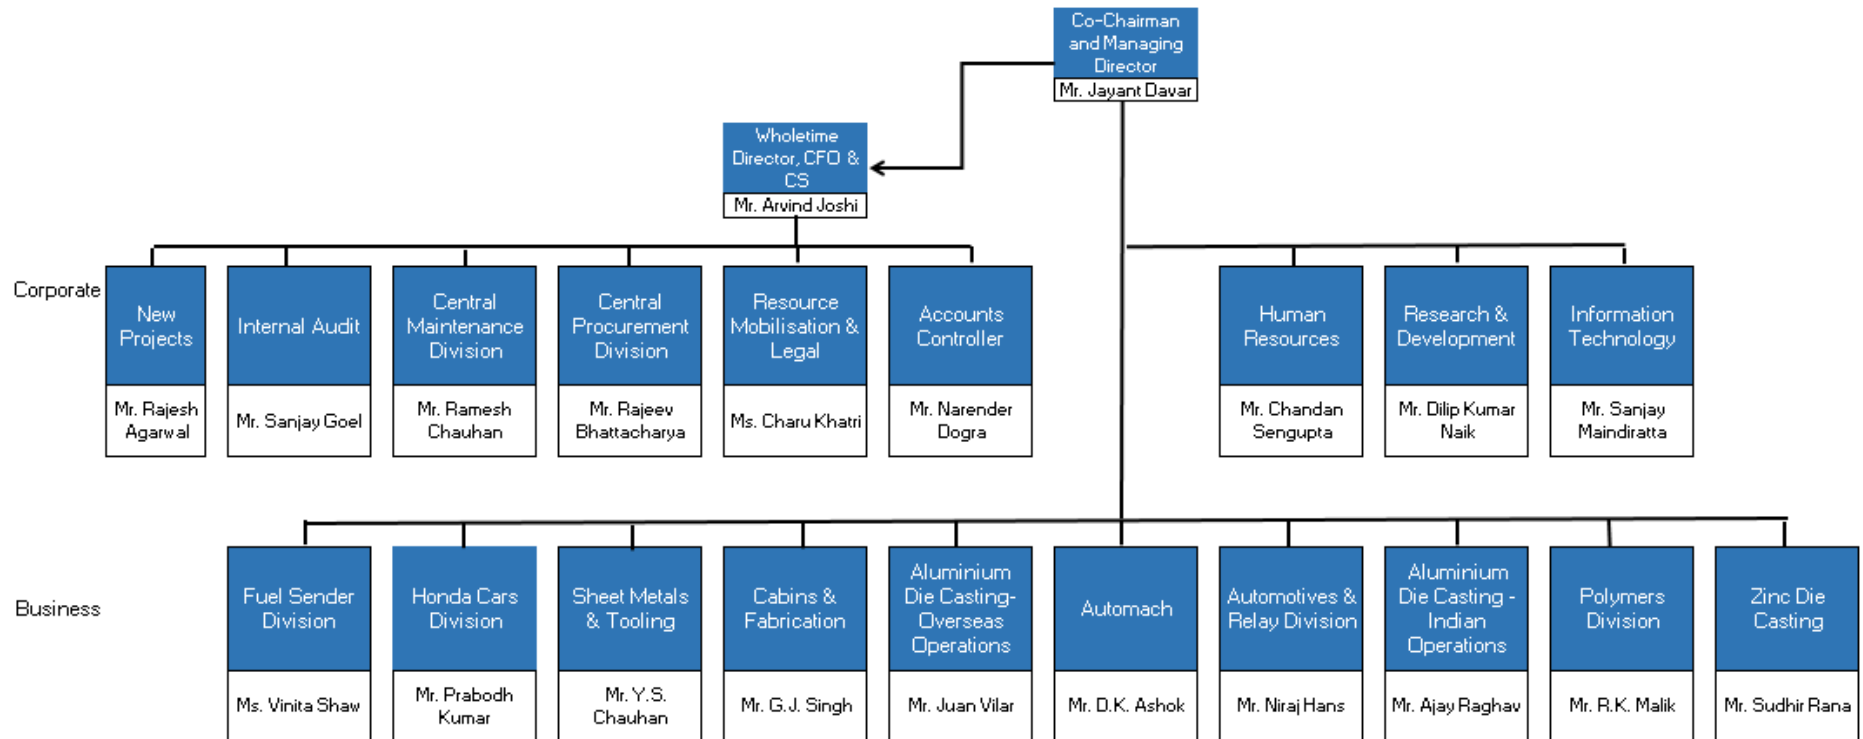 Co-Chairman
and Managing
Director
Mr. Jayant Davar
Wholetime
Director, CFO &
CS
Mr. Arvind Joshi
Corporate
New
Projects
Mr. Rajesh
Agarwal
Internal Audit
Mr. Sanjay Goel
Central
Maintenance
Division
Mr. Ramesh
Chauhan
Central
Procurement
Division
Mr. Rajeev
Bhattacharya
Resource
Mobilisation &
Legal
Ms. Charu Khatri
Accounts
Controller
Mr. Narender
Dogra
Human
Resources
Mr. Chandan
Sengupta
Research &
Development
Mr. Dilip Kumar
Naik
Information
Technology
Mr. Sanjay
Maindiratta
Business
Fuel Sender
Division
Ms. Vinita Shaw
Honda Cars
Division
Mr. Prabodh
Kumar
Sheet Metals
& Tooling
Mr. Y.S.
Chauhan
Cabins &
Fabrication
Mr. G.J. Singh
Aluminium
Die Casting-
Overseas
Operations
Mr. Juan Vilar
Automach
Mr. D.K. Ashok
Automotives &
Relay Division
Mr. Niraj Hans
Aluminium
Die Casting -
Indian
Operations
Mr. Ajay Raghav
Polymers
Division
Mr. R.K. Malik
Zinc Die
Casting
Mr. Sudhir Rana